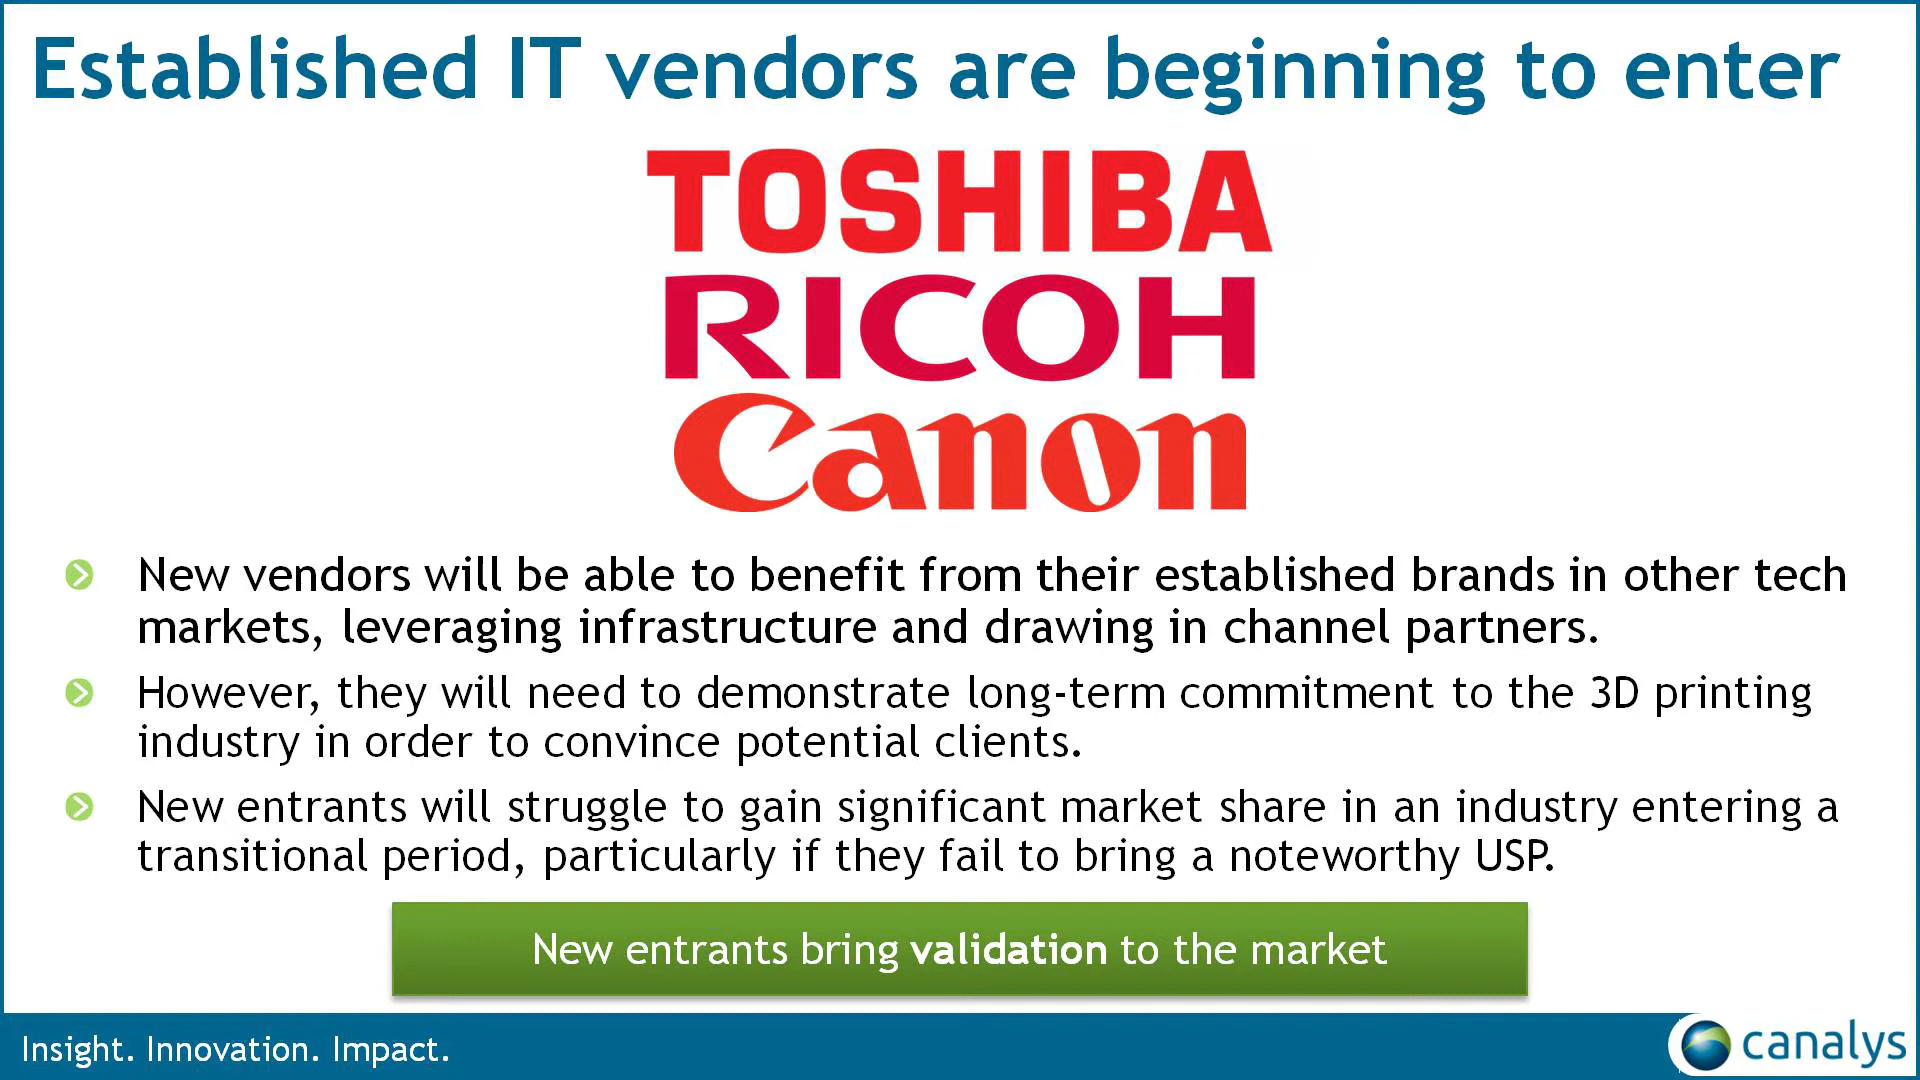 Established IT vendors are beginning to enter
TOSHIBA
RICOH
Canon
New vendors will be able to benefit from their established brands in other tech
markets, leveraging infrastructure and drawing in channel partners.
However, they will need to demonstrate long-term commitment to the 3D printing
industry in order to convince potential clients.
New entrants will struggle to gain significant market share in an industry entering a
transitional period, particularly if they fail to bring a noteworthy USP.
New entrants bring validation to the market
Insight. Innovation. Impact.
canalys